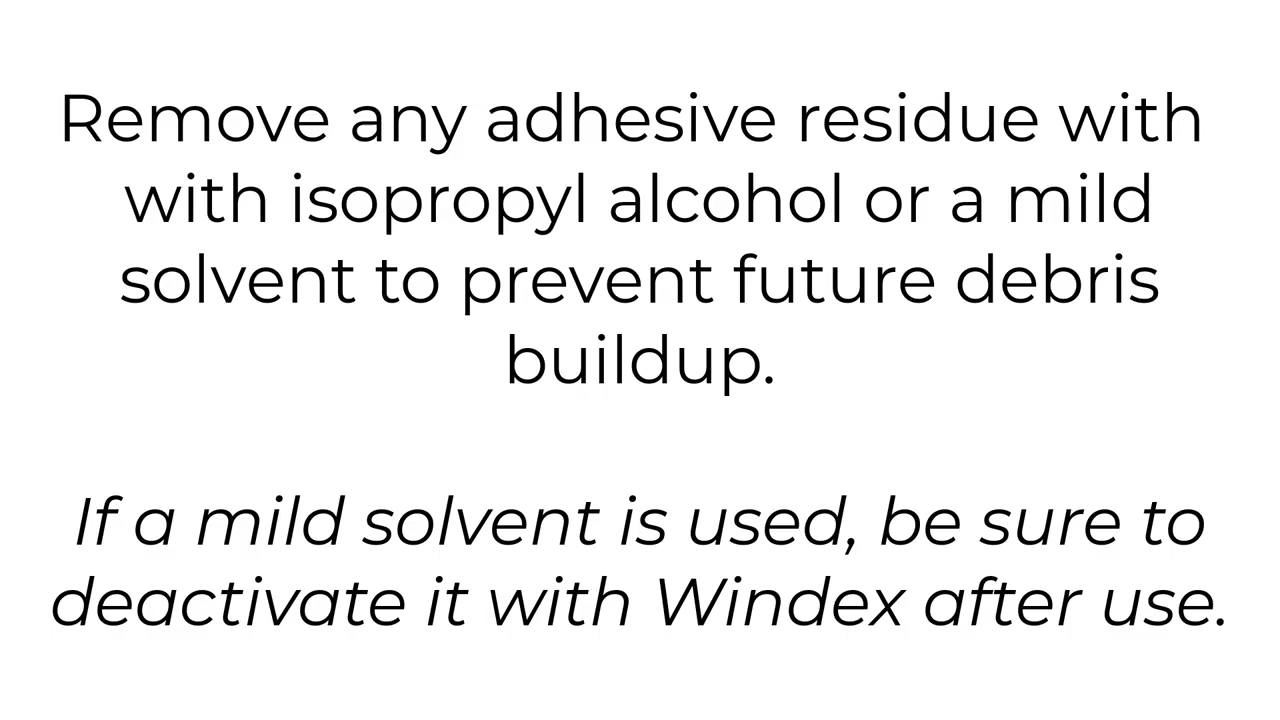 Remove any adhesive residue with
with isopropyl alcohol or a mild
solvent to prevent future debris
buildup.
If a mild solvent is used, be sure to
deactivate it with Windex after use.